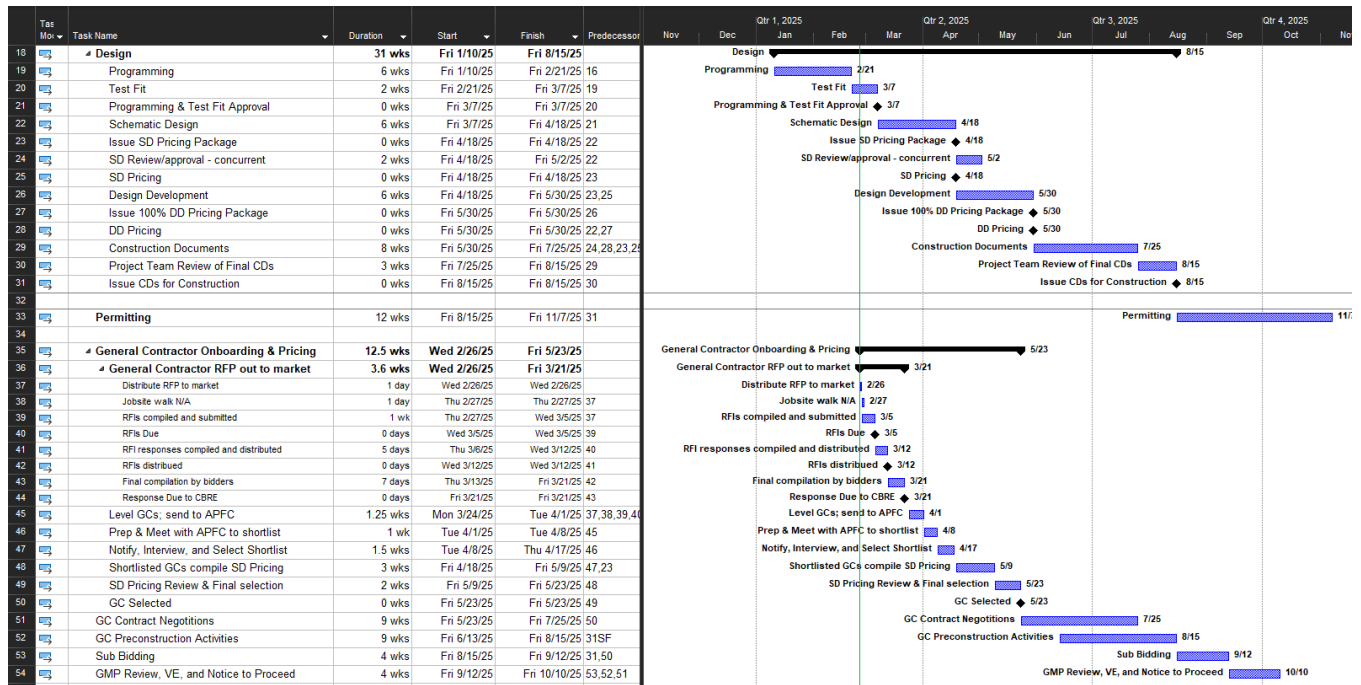 Qtr 1, 2025 Qtr 2, 2025 Qtr 3, 2025 Qtr 4, 2025
Task Name Duration Start Finish Predecessor Nov Dec Jan Feb Mar Apr May Jun Jul Aug Sep Oct
18 Design 31 wks Fri 1/10/25 Fri 8/15/25 Design 8/15
19 Programming 6 wks Fri 1/10/25 Fri 2/21/25 16 Programming 2/21
20 Test Fit 2 wks Fri 2/21/25 Fri 3/7/25 19 Test Fit 3/7
21 Programming & Test Fit Approval 0 wks Fri 3/7/25 Fri 3/7/25 20 Programming & Test Fit Approval 3/7
22 Schematic Design 6 wks Fri 3/7/25 Fri 4/18/25 21 Schematic Design 4/18
23 Issue SD Pricing Package 0 wks Fri 4/18/25 Fri 4/18/25 22 Issue SD Pricing Package 4/18
24 SD Review/approval - concurrent 2 wks Fri 4/18/25 Fri 5/2/25 22 SD Review/approval - concurrent 5/2
25 SD Pricing 0 wks Fri 4/18/25 Fri 4/18/25 23 SD Pricing 4/18
26 Design Development 6 wks Fri 4/18/25 Fri 5/30/25 23,25 Design Development 5/30
27 Issue 100% DD Pricing Package 0 wks Fri 5/30/25 Fri 5/30/25 26 Issue 100% DD Pricing Package 5/30
28 DD Pricing 0 wks Fri 5/30/25 Fri 5/30/25 22,27 DD Pricing 5/30
29 Construction Documents 8 wks Fri 5/30/25 Fri 7/25/25 24,28,23,25 Construction Documents 7/25
30 Project Team Review of Final CDs 3 wks Fri 7/25/25 Fri 8/15/25 29 Project Team Review of Final CDs 8/15
31 Issue CDs for Construction 0 wks Fri 8/15/25 Fri 8/15/25 30 Issue CDs for Construction 8/15
32
33 Permitting 12 wks Fri 8/15/25 Fri 11/7/25 31 Permitting 11/7
34
35 General Contractor Onboarding & Pricing 12.5 wks Wed 2/26/25 Fri 5/23/25 General Contractor Onboarding & Pricing 5/23
36 General Contractor RFP out to market 3.6 wks Wed 2/26/25 Fri 3/21/25 General Contractor RFP out to market 3/21
37 Distribute RFP to market 1 day Wed 2/26/25 Wed 2/26/25 Distribute RFP to market 2/26
38 Jobsite walk N/A 1 day Thu 2/27/25 Thu 2/27/25 37 Jobsite walk N/A 2/27
39 RFIs compiled and submitted 1 wk Thu 2/27/25 Wed 3/5/25 37 RFIs compiled and submitted 3/5
40 RFIs Due 0 days Wed 3/5/25 Wed 3/5/25 39 RFIs Due 3/5
41 RFI responses compiled and distributed 5 days Thu 3/6/25 Wed 3/12/25 40 RFI responses compiled and distributed 3/12
42 RFIs distribued 0 days Wed 3/12/25 Wed 3/12/25 41 RFIs distribued 3/12
43 Final compilation by bidders 7 days Thu 3/13/25 Fri 3/21/25 42 Final compilation by bidders 3/21
44 Response Due to CBRE 0 days Fri 3/21/25 Fri 3/21/25 43 Response Due to CBRE 3/21
45 Level GCs; send to APFC 1.25 wks Mon 3/24/25 Tue 4/1/25 37,38,39,40 Level GCs; send to APFC 4/1
46 Prep & Meet with APFC to shortlist 1 wk Tue 4/1/25 Tue 4/8/25 45 Prep & Meet with APFC to shortlist 4/8
47 Notify, Interview, and Select Shortlist 1.5 wks Tue 4/8/25 Thu 4/17/25 46 Notify, Interview, and Select Shortlist 4/17
48 Shortlisted GCs compile SD Pricing 3 wks Fri 4/18/25 Fri 5/9/25 47,23 Shortlisted GCs compile SD Pricing 5/9
49 SD Pricing Review & Final selection 2 wks Fri 5/9/25 Fri 5/23/25 48 SD Pricing Review & Final selection 5/23
50 GC Selected 0 wks Fri 5/23/25 Fri 5/23/25 49 GC Selected 5/23
51 GC Contract Negotitions 9 wks Fri 5/23/25 Fri 7/25/25 50 GC Contract Negotitions 7/25
52 GC Preconstruction Activities 9 wks Fri 6/13/25 Fri 8/15/25 31SF GC Preconstruction Activities 8/15
53 Sub Bidding 4 wks Fri 8/15/25 Fri 9/12/25 31,50 Sub Bidding 9/12
54 GMP Review, VE, and Notice to Proceed 4 wks Fri 9/12/25 Fri 10/10/25 53,52,51 GMP Review, VE, and Notice to Proceed 10/10